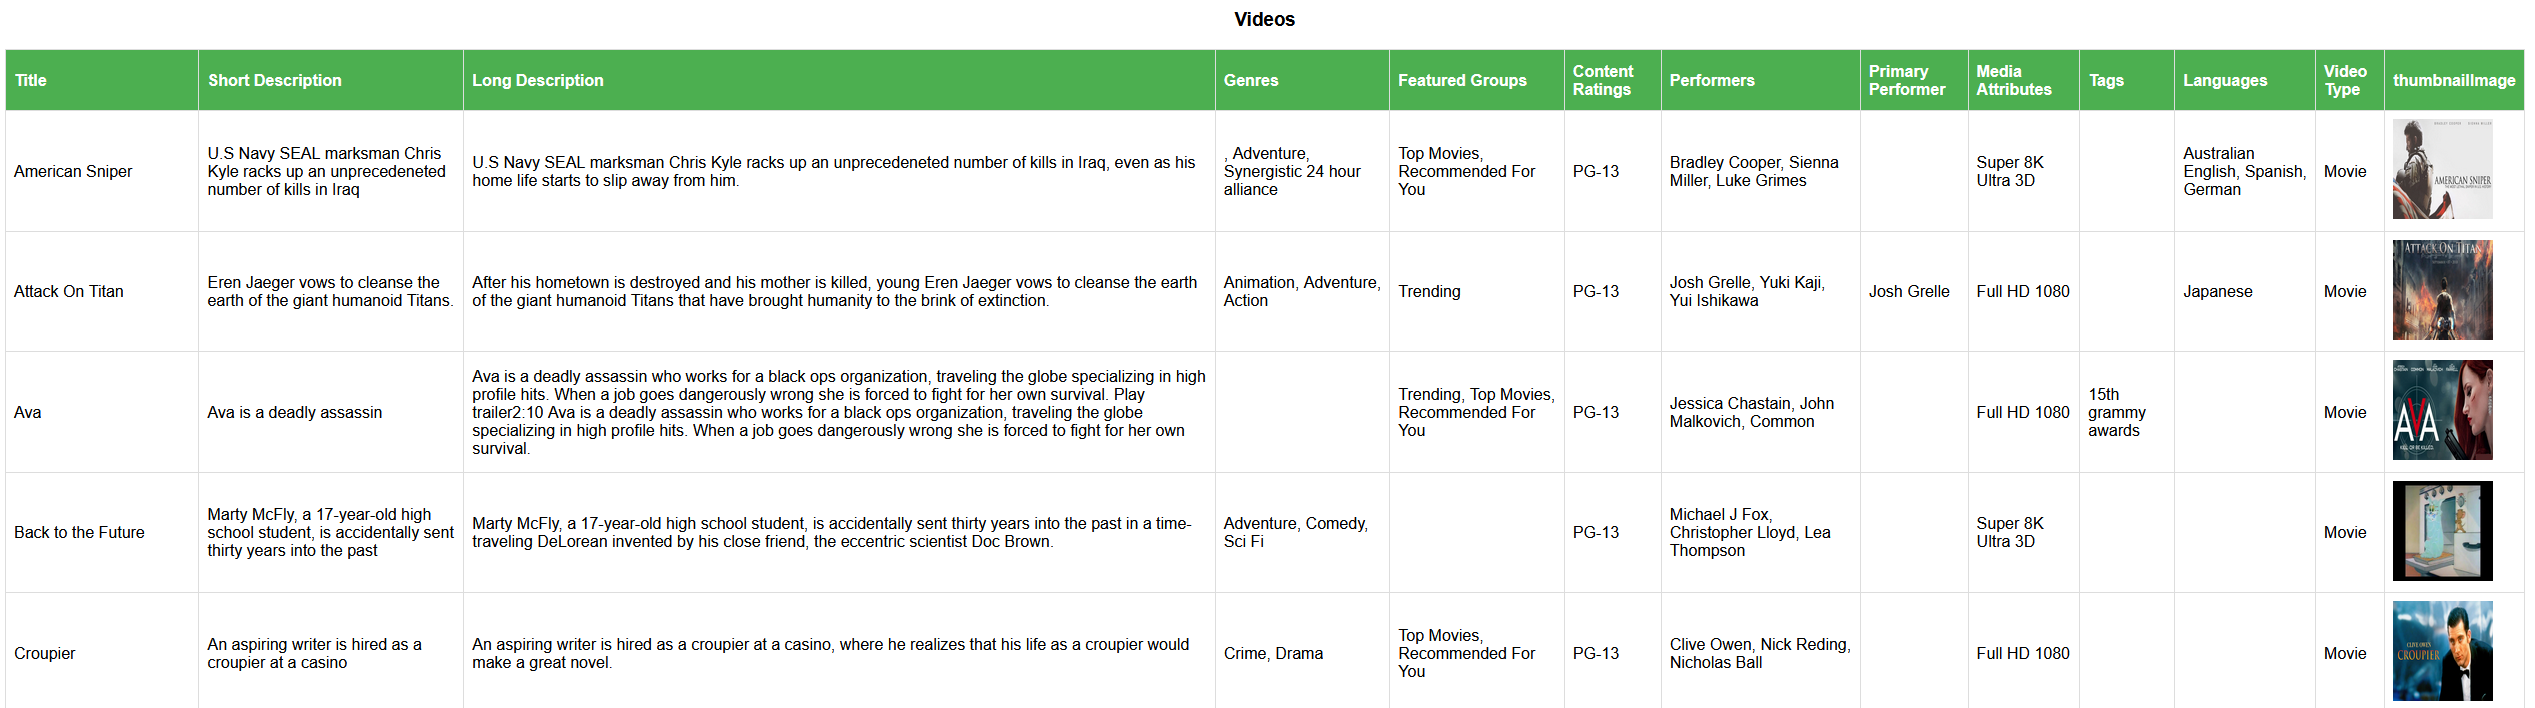 Videos
Title
Short Description
Long Description
Genres
Featured Groups
Content
Ratings
Performers
Primary
Performer
Media
Attributes
Tags
Languages
Video
Type
thumbnailImage
American Sniper
U.S Navy SEAL marksman Chris
Kyle racks up an unprecedeneted
number of kills in Iraq
U.S Navy SEAL marksman Chris Kyle racks up an unprecedeneted number of kills in Iraq, even as his
home life starts to slip away from him.
, Adventure,
Synergistic 24 hour
alliance
Top Movies,
Recommended For
You
PG-13
Bradley Cooper, Sienna
Miller, Luke Grimes
Super 8K
Ultra 3D
Australian
English, Spanish,
German
Movie
AMERICAN SNIPER
Attack On Titan
Eren Jaeger vows to cleanse the
earth of the giant humanoid Titans.
After his hometown is destroyed and his mother is killed, young Eren Jaeger vows to cleanse the earth
of the giant humanoid Titans that have brought humanity to the brink of extinction.
Animation, Adventure,
Action
Trending
PG-13
Josh Grelle, Yuki Kaji,
Yui Ishikawa
Josh Grelle
Full HD 1080
Japanese
Movie
ATTACK ON TITAN
Ava
Ava is a deadly assassin
Ava is a deadly assassin who works for a black ops organization, traveling the globe specializing in high
profile hits. When a job goes dangerously wrong she is forced to fight for her own survival. Play
trailer2:10 Ava is a deadly assassin who works for a black ops organization, traveling the globe
specializing in high profile hits. When a job goes dangerously wrong she is forced to fight for her own
survival.
Trending, Top Movies,
Recommended For
You
PG-13
Jessica Chastain, John
Malkovich, Common
Full HD 1080
15th
grammy
awards
Movie
AVA
KILL OR BE KILLED
Back to the Future
Marty McFly, a 17-year-old high
school student, is accidentally sent
thirty years into the past
Marty McFly, a 17-year-old high school student, is accidentally sent thirty years into the past in a time-
traveling DeLorean invented by his close friend, the eccentric scientist Doc Brown.
Adventure, Comedy,
Sci Fi
PG-13
Michael J Fox,
Christopher Lloyd, Lea
Thompson
Super 8K
Ultra 3D
Movie
Croupier
An aspiring writer is hired as a
croupier at a casino
An aspiring writer is hired as a croupier at a casino, where he realizes that his life as a croupier would
make a great novel.
Crime, Drama
Top Movies,
Recommended For
You
PG-13
Clive Owen, Nick Reding,
Nicholas Ball
Full HD 1080
Movie
CLIVE OWEN
CROUPIER